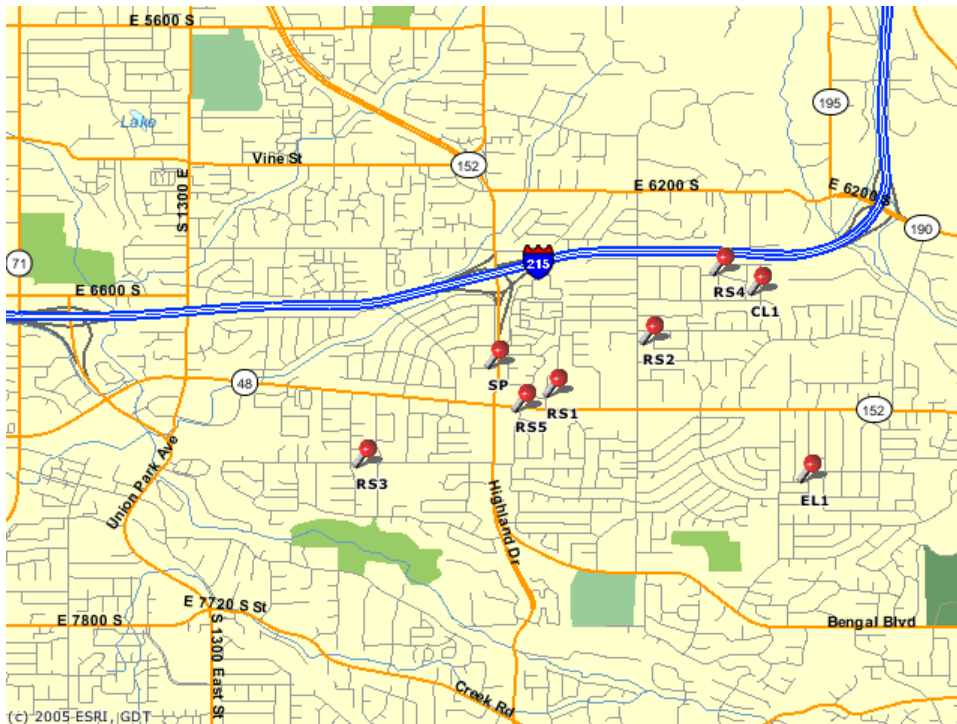 E 5600 S
195
Lake
Vine St
152
E 6200 S
E 6200 S
S 1300 E
190
71
215
E 6600 S
RS4
CL1
RS2
SP
48
RS1
152
RS5
Union Park Ave
RS3
EL1
Highland Dr
E 7720 S St
E 7800 S
Bengal Blvd
S 1300 East St
Creek Rd
(c) 2005 ESRI, GDT